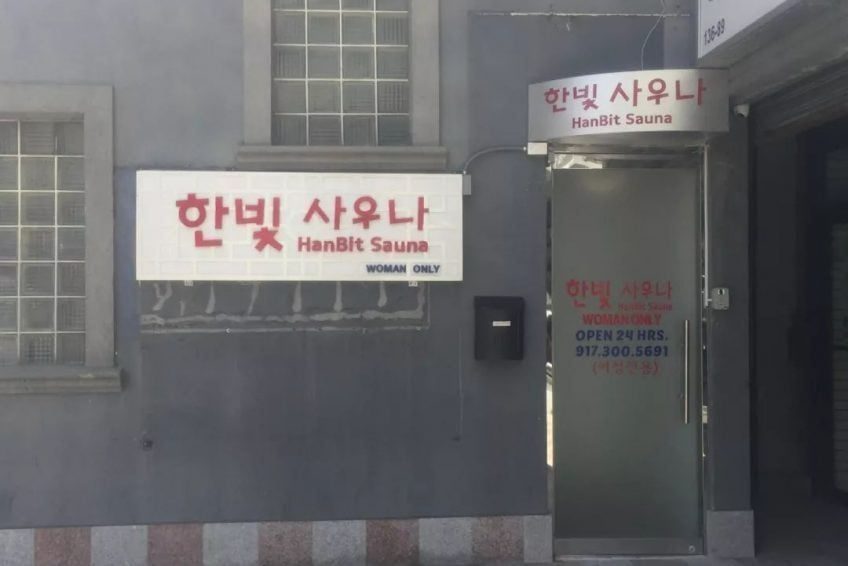 한빛 사우나
HanBit Sauna
WOMAN ONLY
한빛 사우나
HanBit Sauna
한빛 사우나
HanBit Sauna
WOMAN ONLY
OPEN 24 HRS.
917.300.5691
(여성전용)
136-89